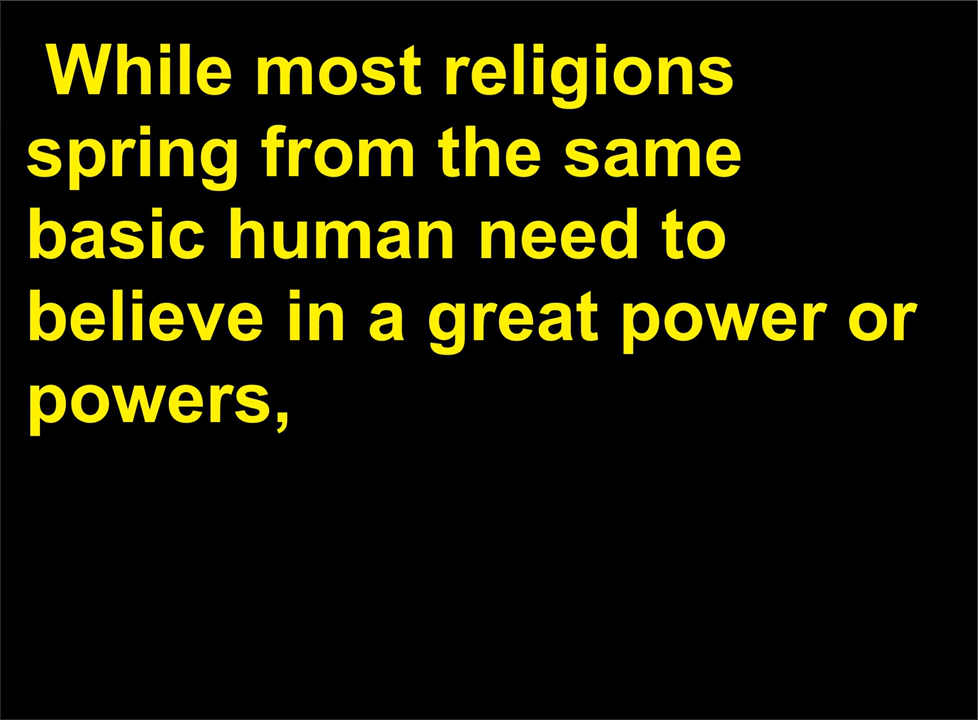 While most religions
spring from the same
basic human need to
believe in a great power or
powers,